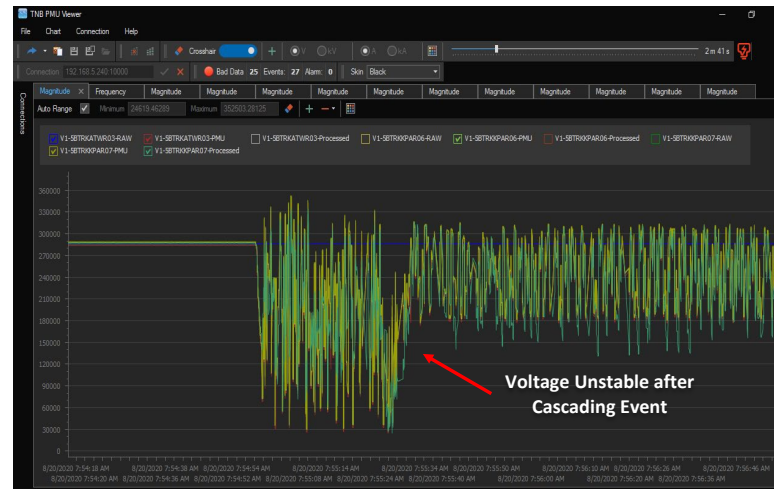 TNB PMU Viewer
File Chart Connection Help
Crosshair V kV A kA 2 m 41 s
Connection 192.168.5.240:10000 Bad Data: 25 Events: 27 Alarm: 0 Skin Black
Connections
Magnitude × Frequency Magnitude Magnitude Magnitude Magnitude Magnitude Magnitude Magnitude Magnitude Magnitude Magnitude
Auto Range Minimum 24619.46289 Maximum 352503.28125
V1-5BTRKATWR03-RAW V1-5BTRKATWR03-PMU V1-5BTRKATWR03-Processed V1-5BTRKKPAR06-RAW V1-5BTRKKPAR06-PMU V1-5BTRKKPAR06-Processed V1-5BTRKKPAR07-RAW
V1-5BTRKKPAR07-PMU V1-5BTRKKPAR07-Processed
360000
330000
300000
270000
240000
210000
180000
150000
120000
90000
60000
30000
0
Voltage Unstable after
Cascading Event
8/20/2020 7:54:18 AM 8/20/2020 7:54:38 AM 8/20/2020 7:54:54 AM 8/20/2020 7:55:14 AM 8/20/2020 7:55:34 AM 8/20/2020 7:55:50 AM 8/20/2020 7:56:10 AM 8/20/2020 7:56:26 AM 8/20/2020 7:56:46 AM
8/20/2020 7:54:20 AM 8/20/2020 7:54:36 AM 8/20/2020 7:54:52 AM 8/20/2020 7:55:08 AM 8/20/2020 7:55:24 AM 8/20/2020 7:55:40 AM 8/20/2020 7:56:00 AM 8/20/2020 7:56:20 AM 8/20/2020 7:56:36 AM